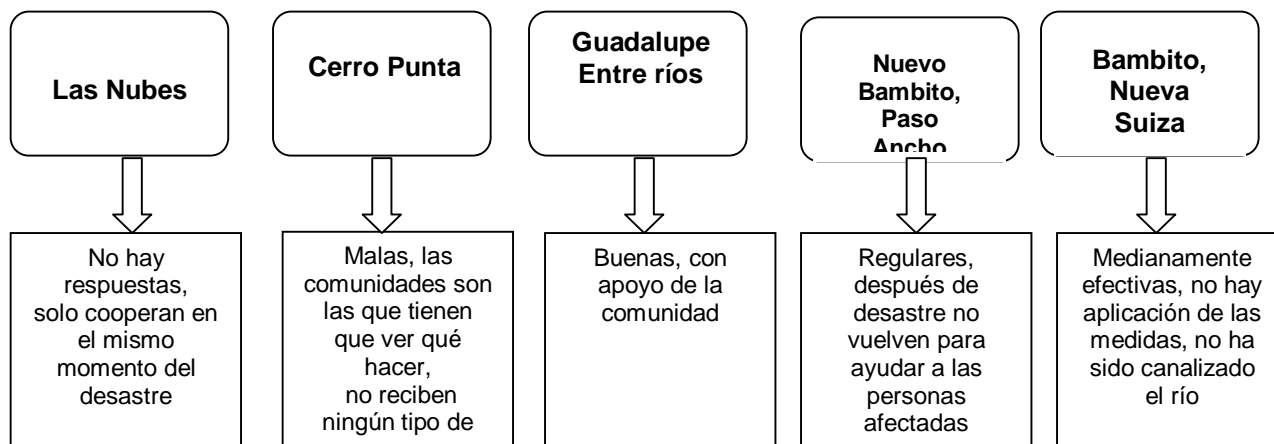 Las Nubes
Cerro Punta
Guadalupe
Entre ríos
Nuevo
Bambito,
Paso
Ancho
Bambito,
Nueva
Suiza
No hay
respuestas,
solo cooperan en
el mismo
momento del
desastre
Malas, las
comunidades son
las que tienen
que ver qué
hacer,
no reciben
ningún tipo de
Buenas, con
apoyo de la
comunidad
Regulares,
después de
desastre no
vuelven para
ayudar a las
personas
afectadas
Medianamente
efectivas, no hay
aplicación de las
medidas, no ha
sido canalizado
el río